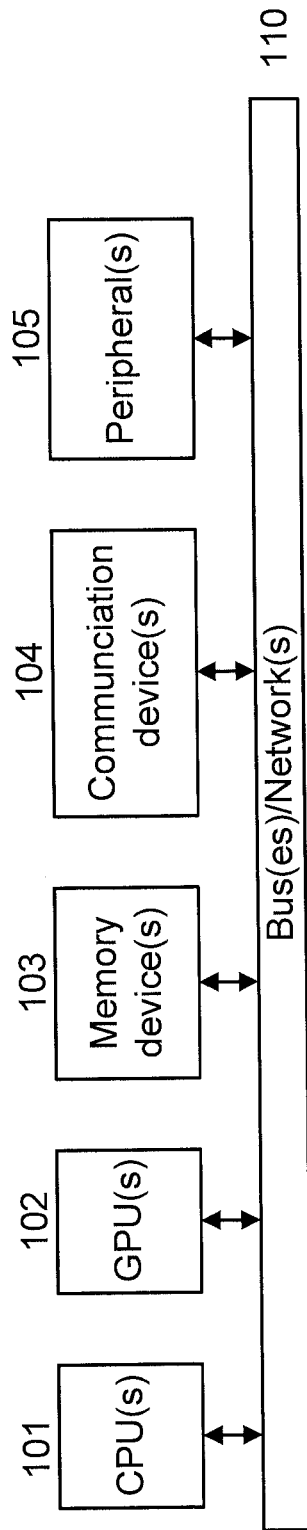 101
CPU(s)
102
GPU(s)
103
Memory
device(s)
104
Communciation
device(s)
105
Peripheral(s)
Bus(es)/Network(s)
110